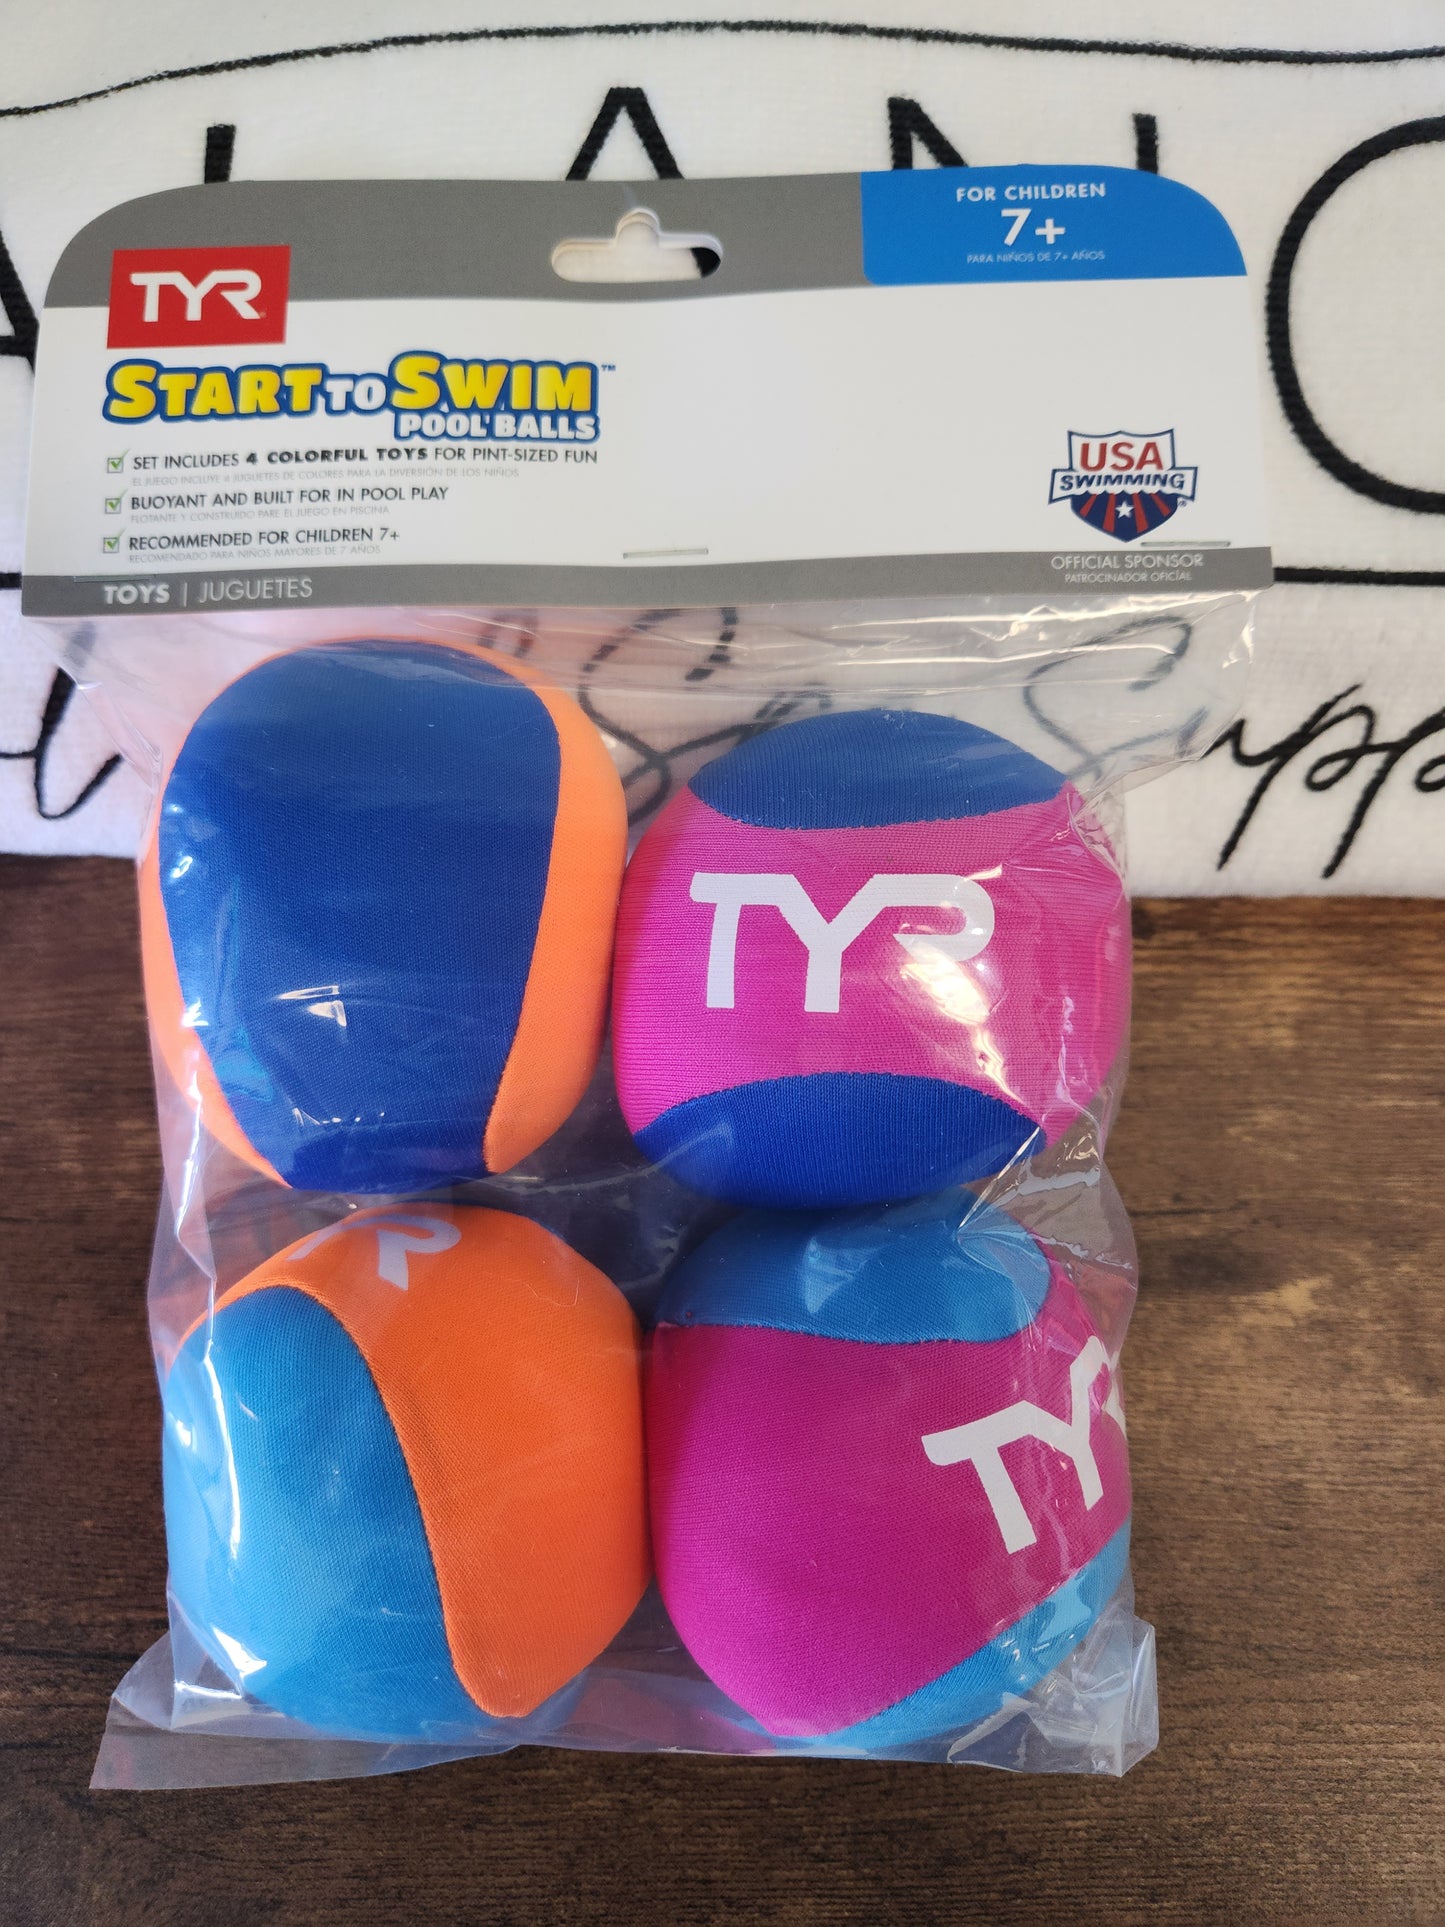 LANC
FOR CHILDREN
7+
PARA NIÑOS DE 7+ AÑOS
TYR
START TO SWIM™
POOL BALLS
SET INCLUDES 4 COLORFUL TOYS FOR PINT-SIZED FUN
EL JUEGO INCLUYE 4 JUGUETES DE COLORES PARA LA DIVERSIÓN DE LOS NIÑOS
BUOYANT AND BUILT FOR IN POOL PLAY
FLOTANTE Y CONSTRUIDO PARE EL JUEGO EN PISCINA
RECOMMENDED FOR CHILDREN 7+
RECOMENDADO PARA NIÑOS MAYORES DE 7 AÑOS
USA
SWIMMING®
OFFICIAL SPONSOR
PATROCINADOR OFICIAL
TOYS | JUGUETES
TYR
YR
TYR